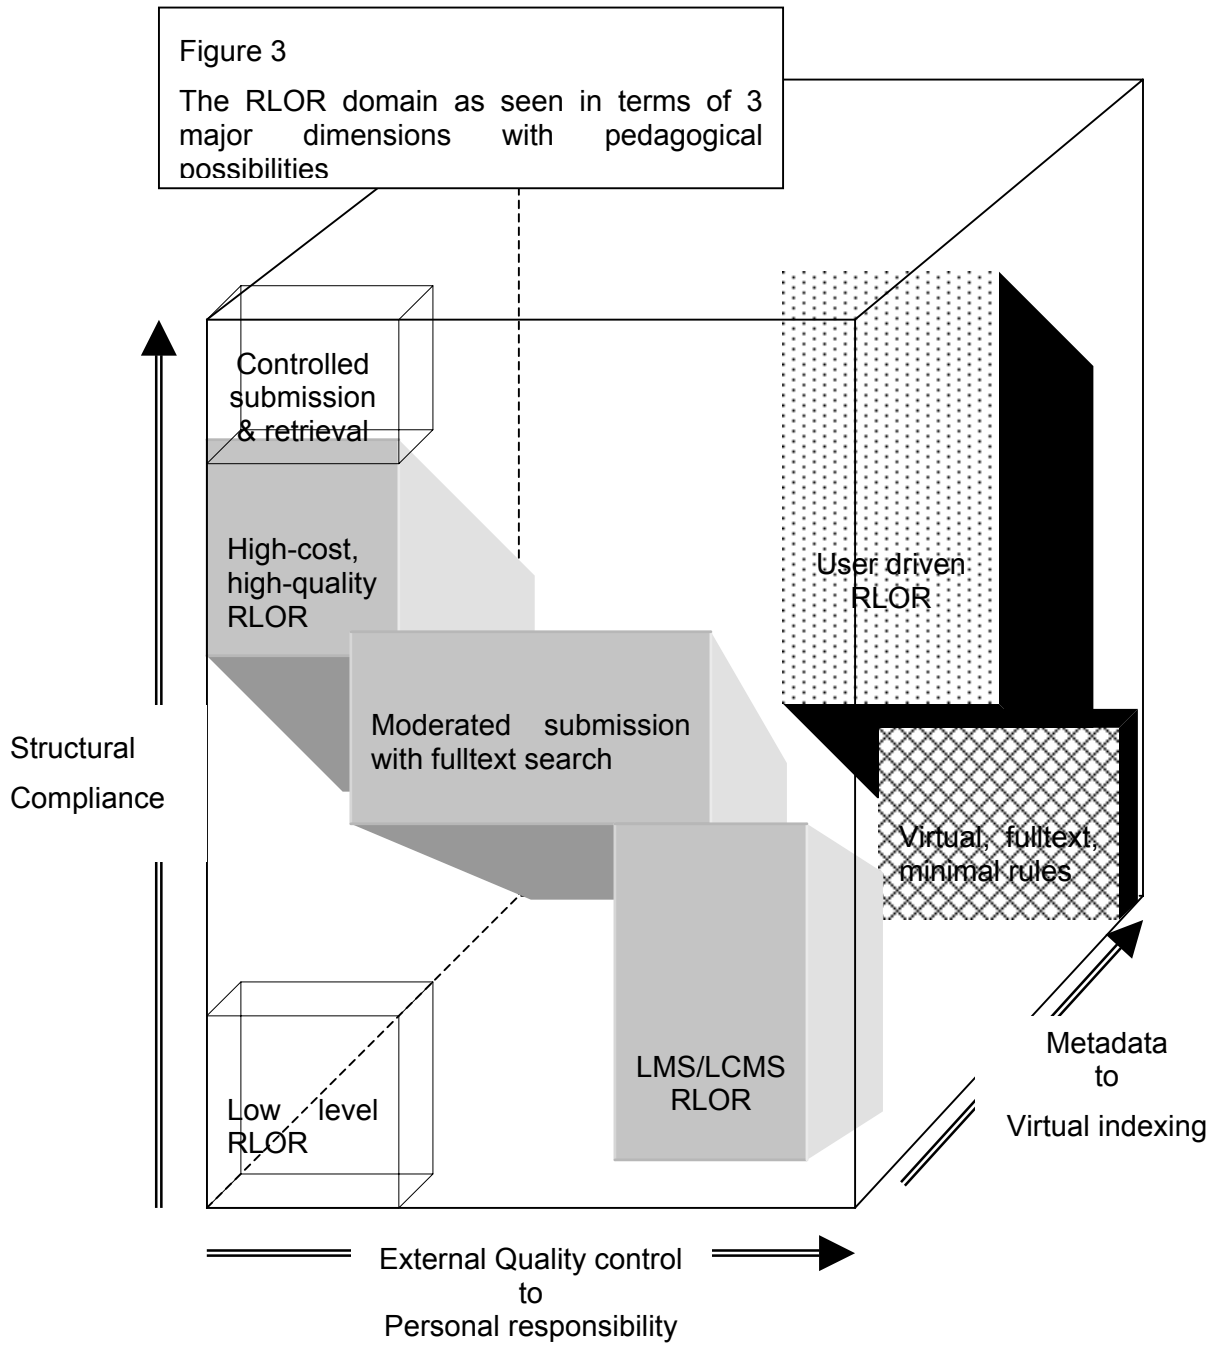 Figure 3
The RLOR domain as seen in terms of 3
major dimensions with pedagogical
possibilities
Controlled
submission
& retrieval
High-cost,
high-quality
RLOR
User driven
RLOR
Moderated submission
with fulltext search
Structural
Compliance
Virtual, fulltext,
minimal rules
LMS/LCMS
RLOR
Low level
RLOR
Metadata
to
Virtual indexing
External Quality control
to
Personal responsibility